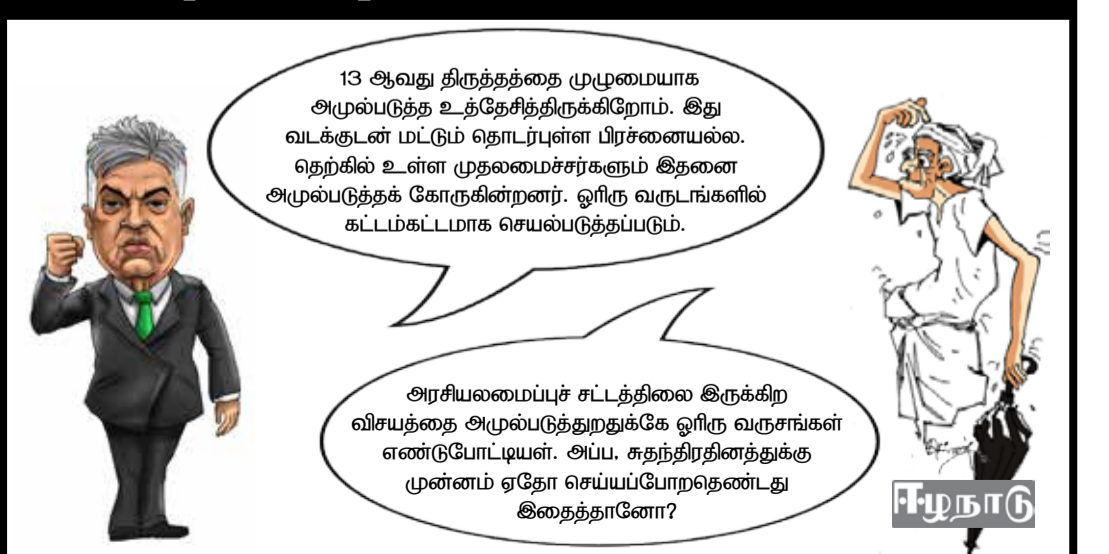 13 ஆவது திருத்தத்தை முழுமையாக
அமுல்படுத்த உத்தேசித்திருக்கிறோம். இது
வடக்குடன் மட்டும் தொடர்புள்ள பிரச்னையல்ல.
தெற்கில் உள்ள முதலமைச்சர்களும் இதனை
அமுல்படுத்தக் கோருகின்றனர். ஓரிரு வருடங்களில்
கட்டம்கட்டமாக செயல்படுத்தப்படும்.
அரசியலமைப்புச் சட்டத்திலை இருக்கிற
விசயத்தை அமுல்படுத்துறதுக்கே ஓரிரு வருசங்கள்
எண்டுபோட்டியள். அப்ப, சுதந்திரதினத்துக்கு
முன்னம் ஏதோ செய்யப்போறதெண்டது
இதைத்தானோ?
ஈழநாடு